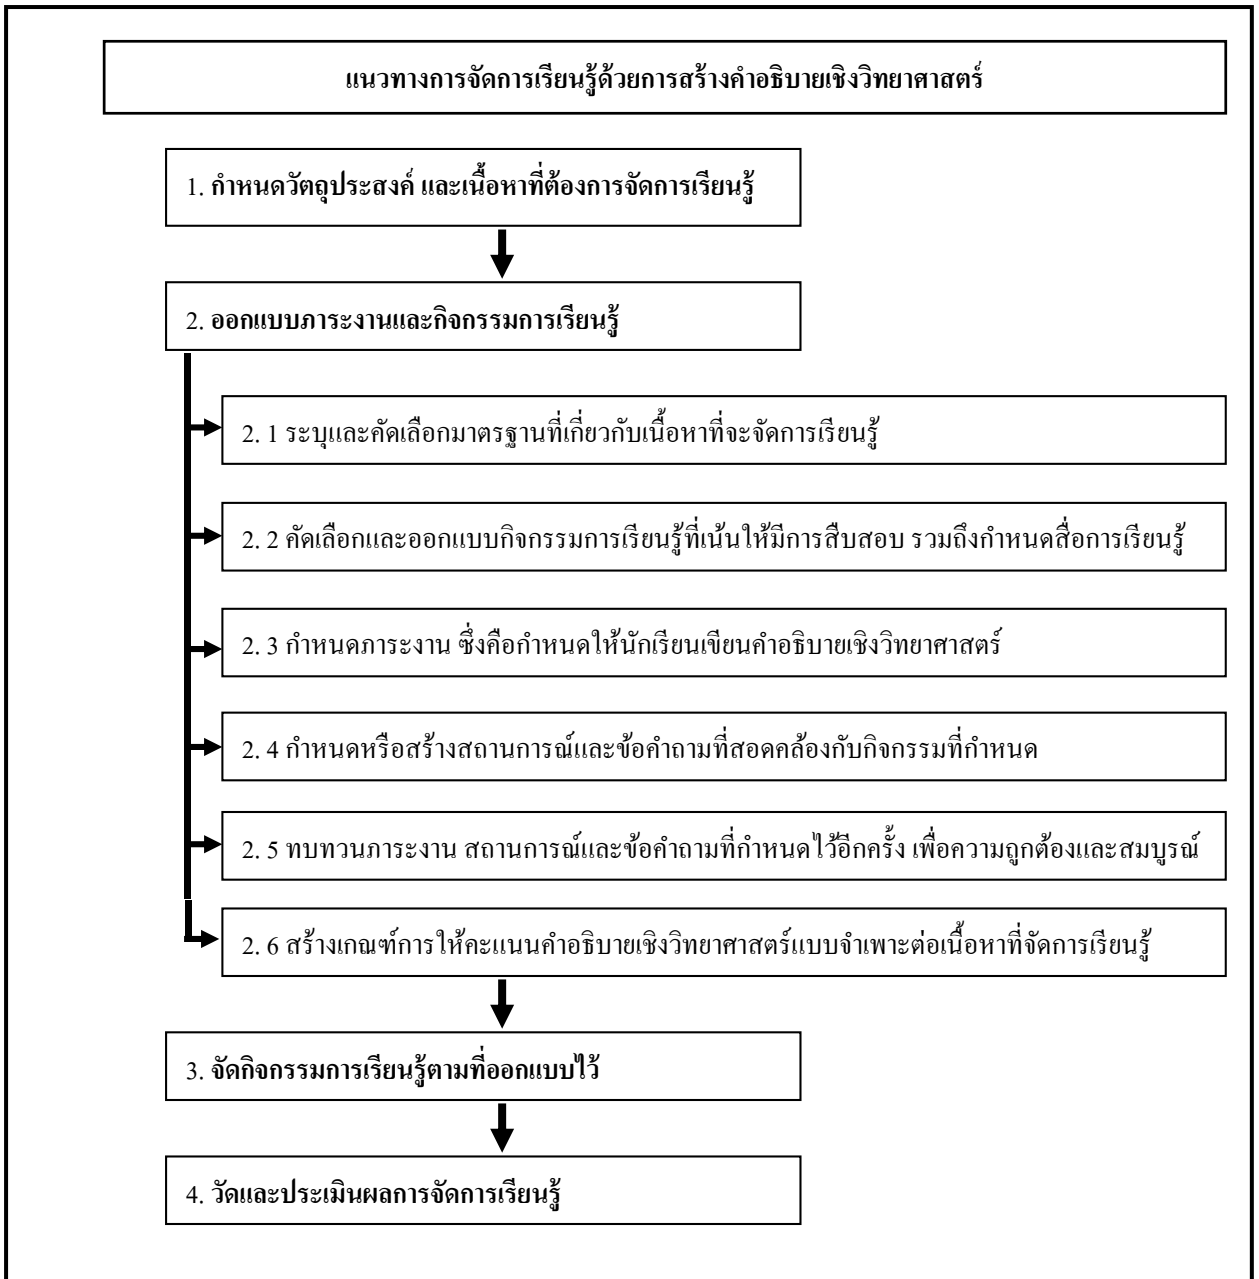 แนวทางการจัดการเรียนรู้ด้วยการสร้างคำอธิบายเชิงวิทยาศาสตร์
1. กำหนดวัตถุประสงค์ และเนื้อหาที่ต้องการจัดการเรียนรู้
2. ออกแบบภาระงานและกิจกรรมการเรียนรู้
2. 1 ระบุและคัดเลือกมาตรฐานที่เกี่ยวกับเนื้อหาที่จะจัดการเรียนรู้
2. 2 คัดเลือกและออกแบบกิจกรรมการเรียนรู้ที่เน้นให้มีการสืบสอบ รวมถึงกำหนดสื่อการเรียนรู้
2. 3 กำหนดภาระงาน ซึ่งคือกำหนดให้นักเรียนเขียนคำอธิบายเชิงวิทยาศาสตร์
2. 4 กำหนดหรือสร้างสถานการณ์และข้อคำถามที่สอดคล้องกับกิจกรรมที่กำหนด
2. 5 ทบทวนภาระงาน สถานการณ์และข้อคำถามที่กำหนดไว้อีกครั้ง เพื่อความถูกต้องและสมบูรณ์
2. 6 สร้างเกณฑ์การให้คะแนนคำอธิบายเชิงวิทยาศาสตร์แบบจำเพาะต่อเนื้อหาที่จัดการเรียนรู้
3. จัดกิจกรรมการเรียนรู้ตามที่ออกแบบไว้
4. วัดและประเมินผลการจัดการเรียนรู้